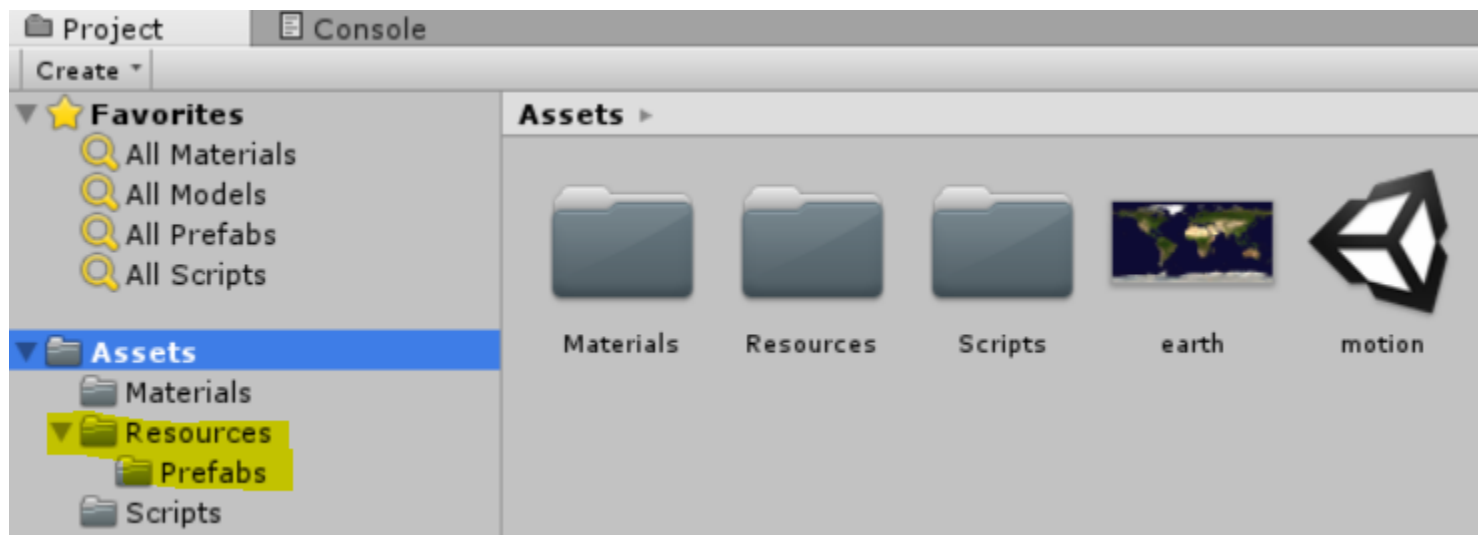 Project Console
Create
Favorites
All Materials
All Models
All Prefabs
All Scripts
Assets
Materials
Resources
Prefabs
Scripts
Assets
Materials Resources Scripts earth motion